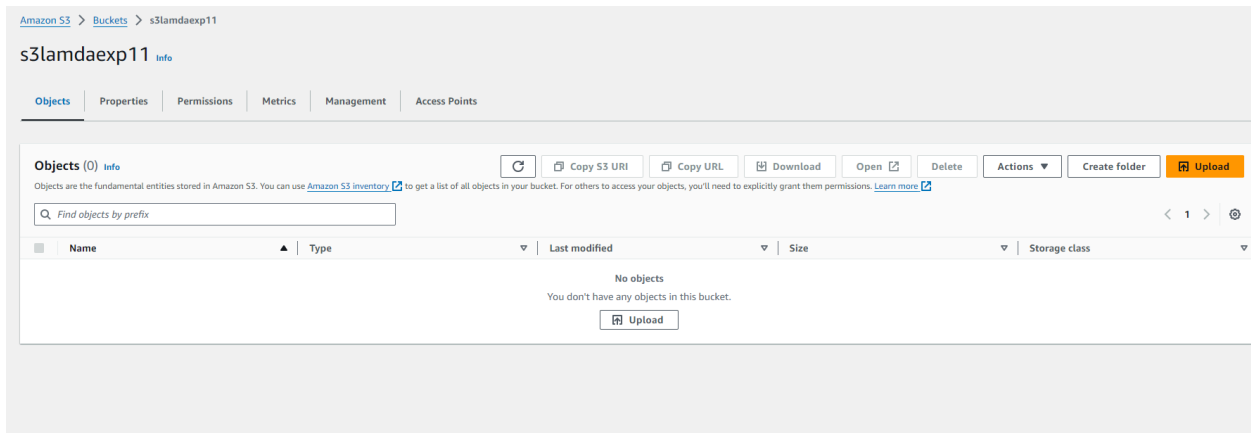 Amazon S3 > Buckets > s3lamdaexp11
s3lamdaexp11 Info
Objects Properties Permissions Metrics Management Access Points
Objects (0) Info
Copy S3 URI Copy URL Download Open Delete Actions Create folder Upload
Objects are the fundamental entities stored in Amazon S3. You can use Amazon S3 inventory to get a list of all objects in your bucket. For others to access your objects, you'll need to explicitly grant them permissions. Learn more
Find objects by prefix
< 1 >
Name Type Last modified Size Storage class
No objects
You don't have any objects in this bucket.
Upload